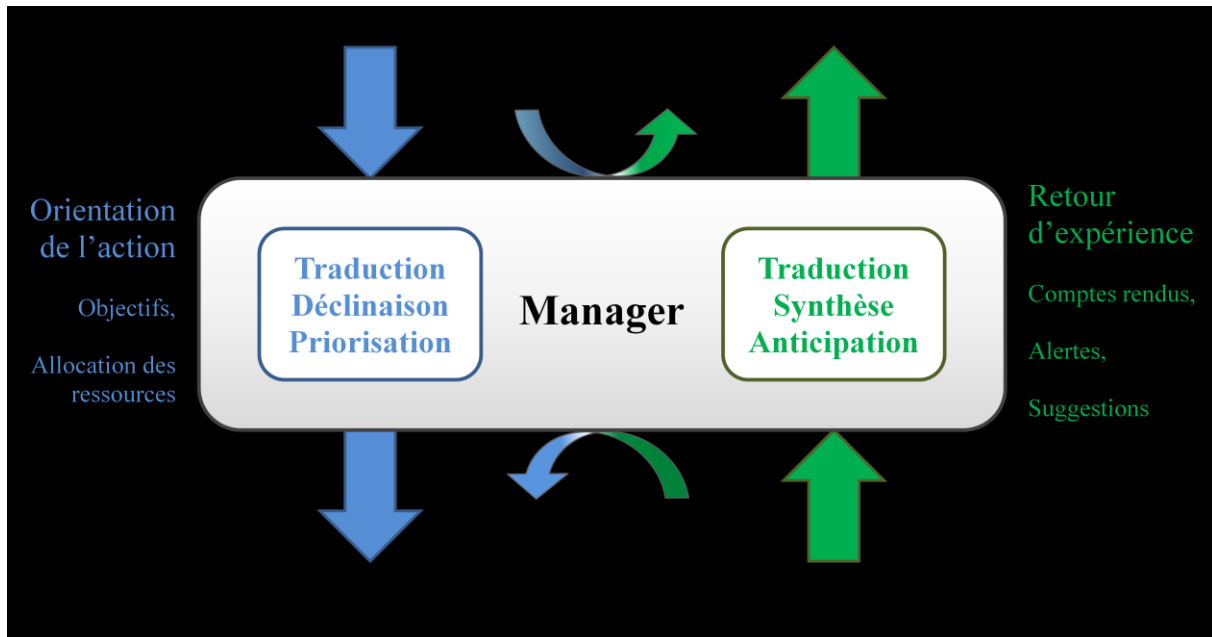 Orientation
de l’action
Objectifs,
Allocation des
ressources
Traduction
Déclinaison
Priorisation
Manager
Traduction
Synthèse
Anticipation
Retour
d’expérience
Comptes rendus,
Alertes,
Suggestions